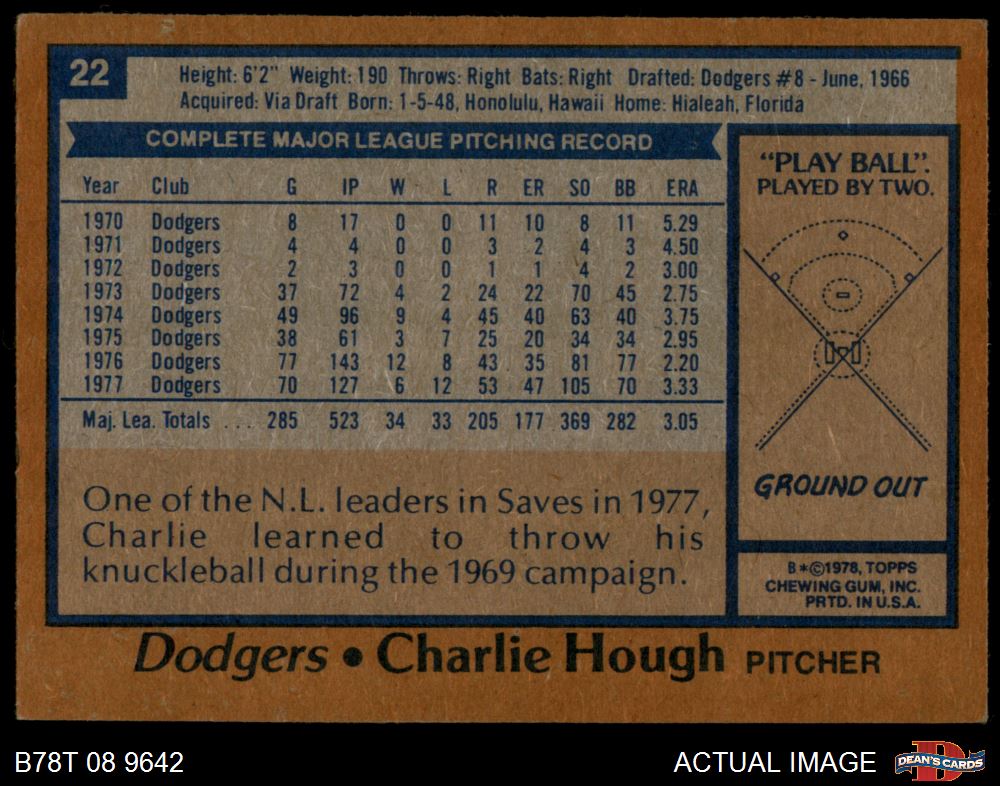 22
Height: 6'2" Weight: 190 Throws: Right Bats: Right Drafted: Dodgers #8 - June, 1966
Acquired: Via Draft Born: 1-5-48, Honolulu, Hawaii Home: Hialeah, Florida
COMPLETE MAJOR LEAGUE PITCHING RECORD
Year Club G IP W L R ER SO BB ERA
1970 Dodgers 8 17 0 0 11 10 8 11 5.29
1971 Dodgers 4 4 0 0 3 2 4 3 4.50
1972 Dodgers 2 3 0 0 1 1 4 2 3.00
1973 Dodgers 37 72 4 2 24 22 70 45 2.75
1974 Dodgers 49 96 9 4 45 40 63 40 3.75
1975 Dodgers 38 61 3 7 25 20 34 34 2.95
1976 Dodgers 77 143 12 8 43 35 81 77 2.20
1977 Dodgers 70 127 6 12 53 47 105 70 3.33
Maj. Lea. Totals ... 285 523 34 33 205 177 369 282 3.05
One of the N.L. leaders in Saves in 1977,
Charlie learned to throw his
knuckleball during the 1969 campaign.
"PLAY BALL".
PLAYED BY TWO.
GROUND OUT
B*©1978, TOPPS
CHEWING GUM, INC.
PRTD. IN U.S.A.
Dodgers • Charlie Hough PITCHER
B78T 08 9642
ACTUAL IMAGE
D
DEAN'S CARDS